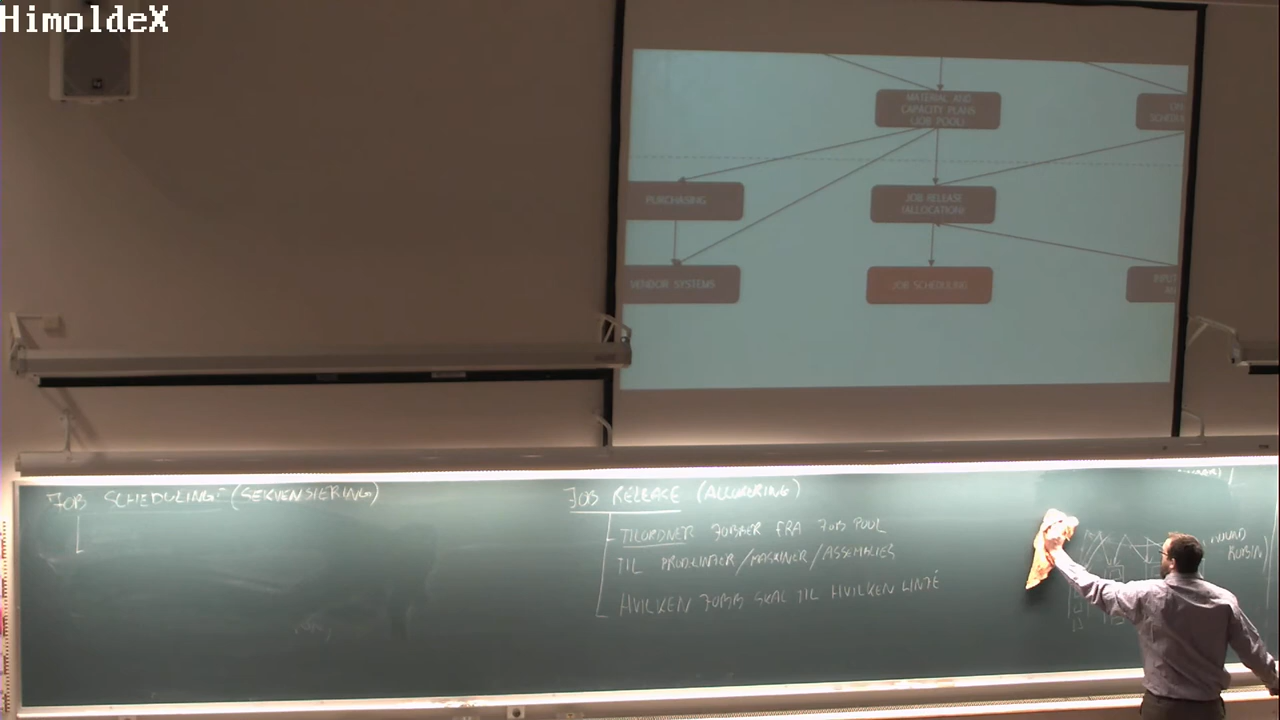 HimoldeX
MATERIAL AND
CAPACITY PLANS
(JOB POOL)
PURCHASING
JOB RELEASE
(ALLOCATION)
VENDOR SYSTEMS
JOB SCHEDULING
INPUT
JOB SCHEDULING: (SEKVENSIERING)
JOB RELEASE (ALLOKERING)
TILORDNER JOBBER FRA JOB POOL
TIL PROD.LINJER/MASKINER/ASSEMBLIES
HVILKEN JOBB SKAL TIL HVILKEN LINJE